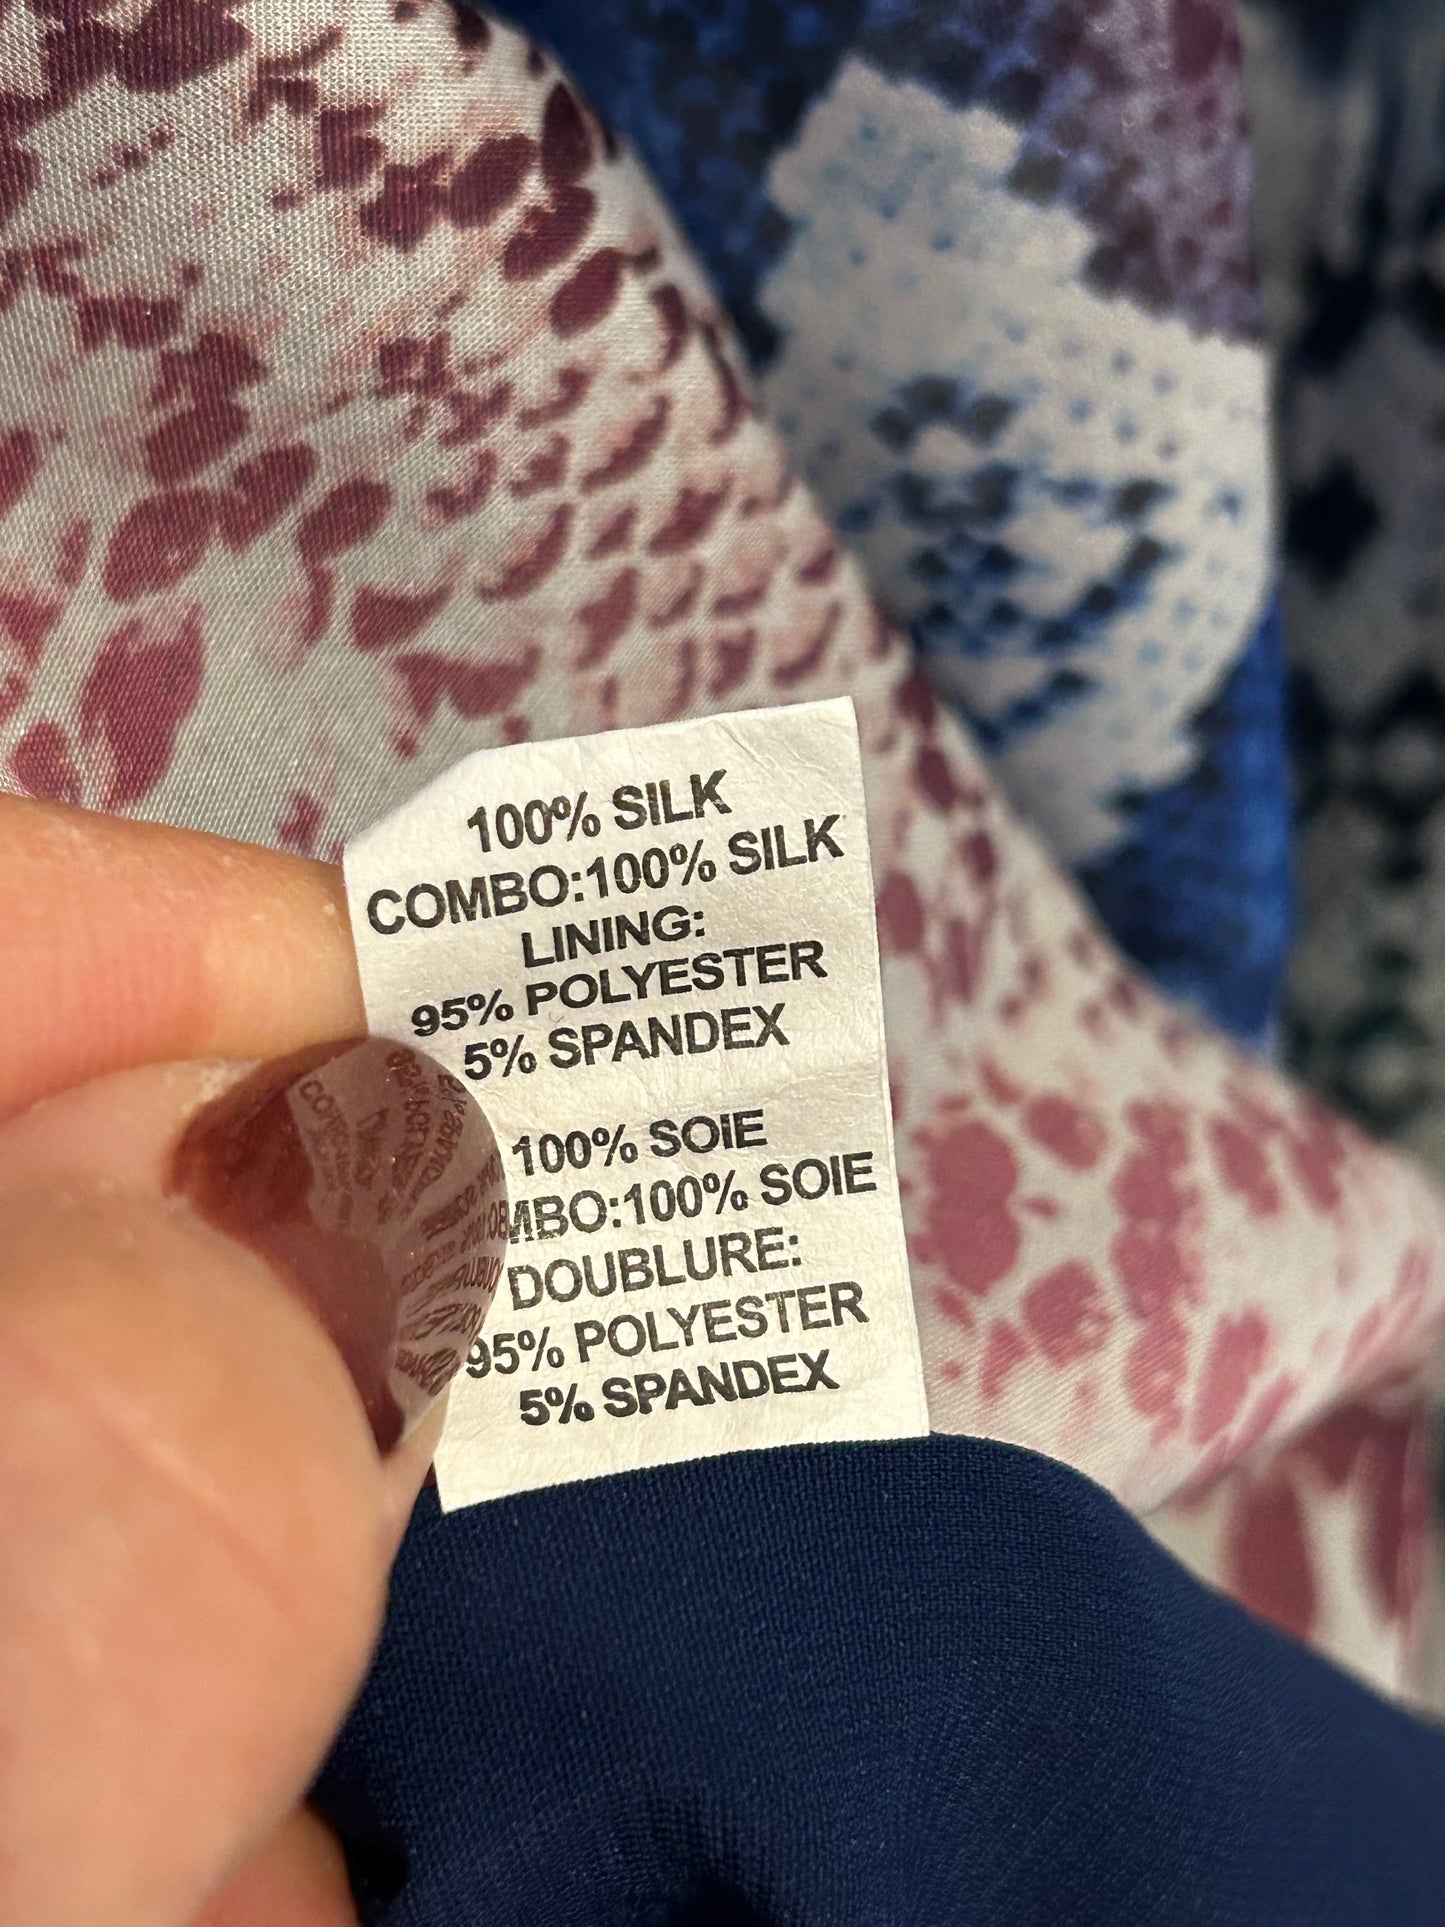 100% SILK
COMBO:100% SILK
LINING:
95% POLYESTER
5% SPANDEX
100% SOIE
MBO:100% SOIE
DOUBLURE:
95% POLYESTER
5% SPANDEX